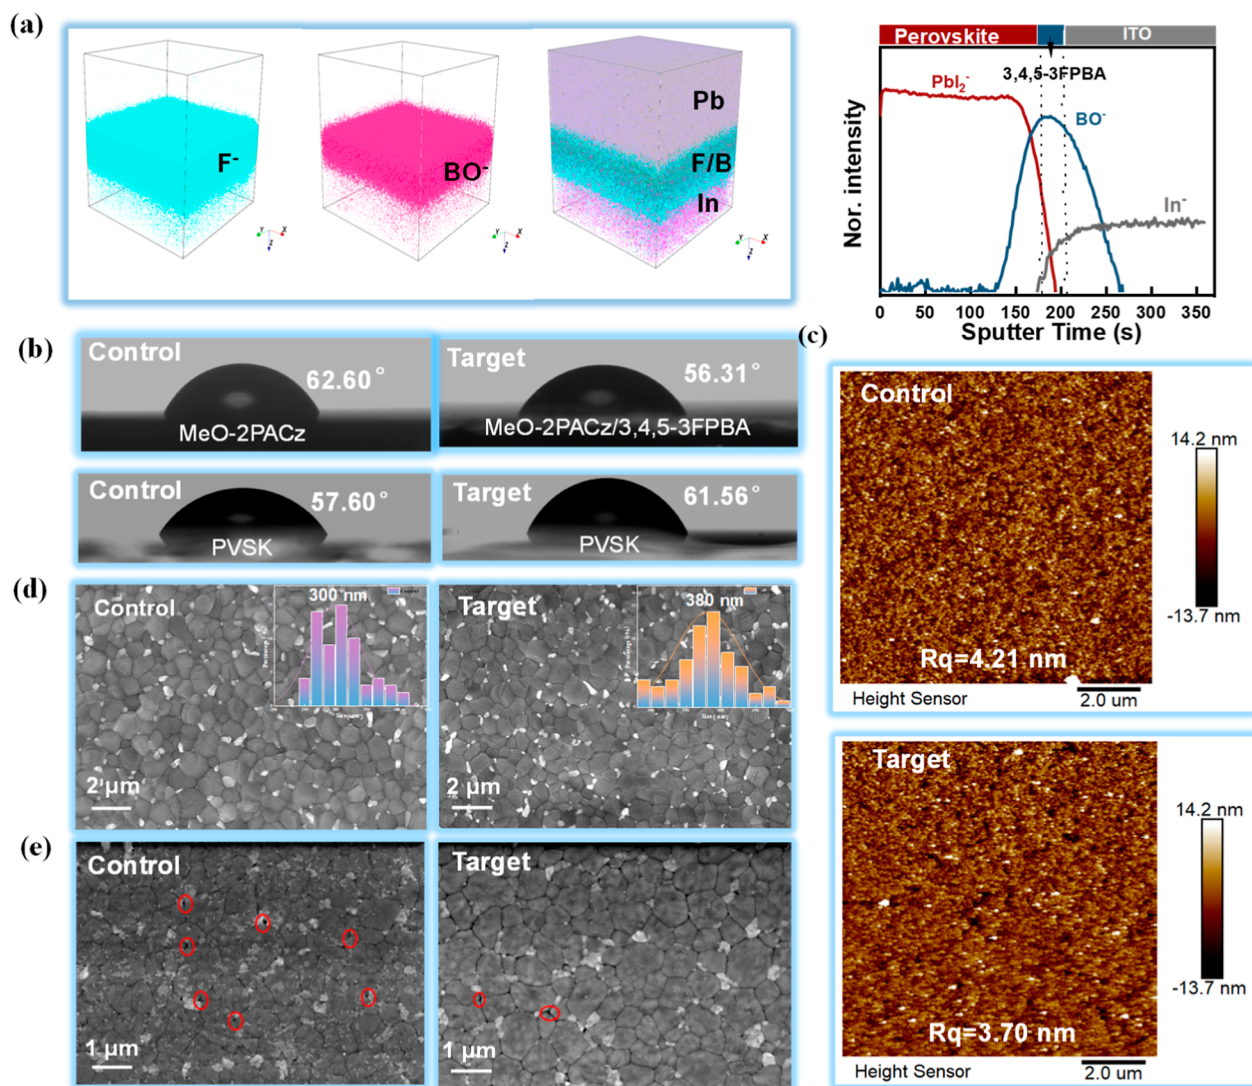 (a)
F⁻
BO⁻
Pb
F/B
In
Y
X
Z
Y
X
Z
Y
X
Z
Perovskite
ITO
3,4,5-3FPBA
PbI₂⁻
BO⁻
In⁻
Nor. intensity
0 50 100 150 200 250 300 350
Sputter Time (s)
(b)
Control
62.60°
MeO-2PACz
Target
56.31°
MeO-2PACz/3,4,5-3FPBA
Control
57.60°
PVSK
Target
61.56°
PVSK
(c)
Control
Rq=4.21 nm
Height Sensor
2.0 um
14.2 nm
-13.7 nm
Target
Rq=3.70 nm
Height Sensor
2.0 um
14.2 nm
-13.7 nm
(d)
Control
300 nm
2 μm
Target
380 nm
2 μm
(e)
Control
1 μm
Target
1 μm